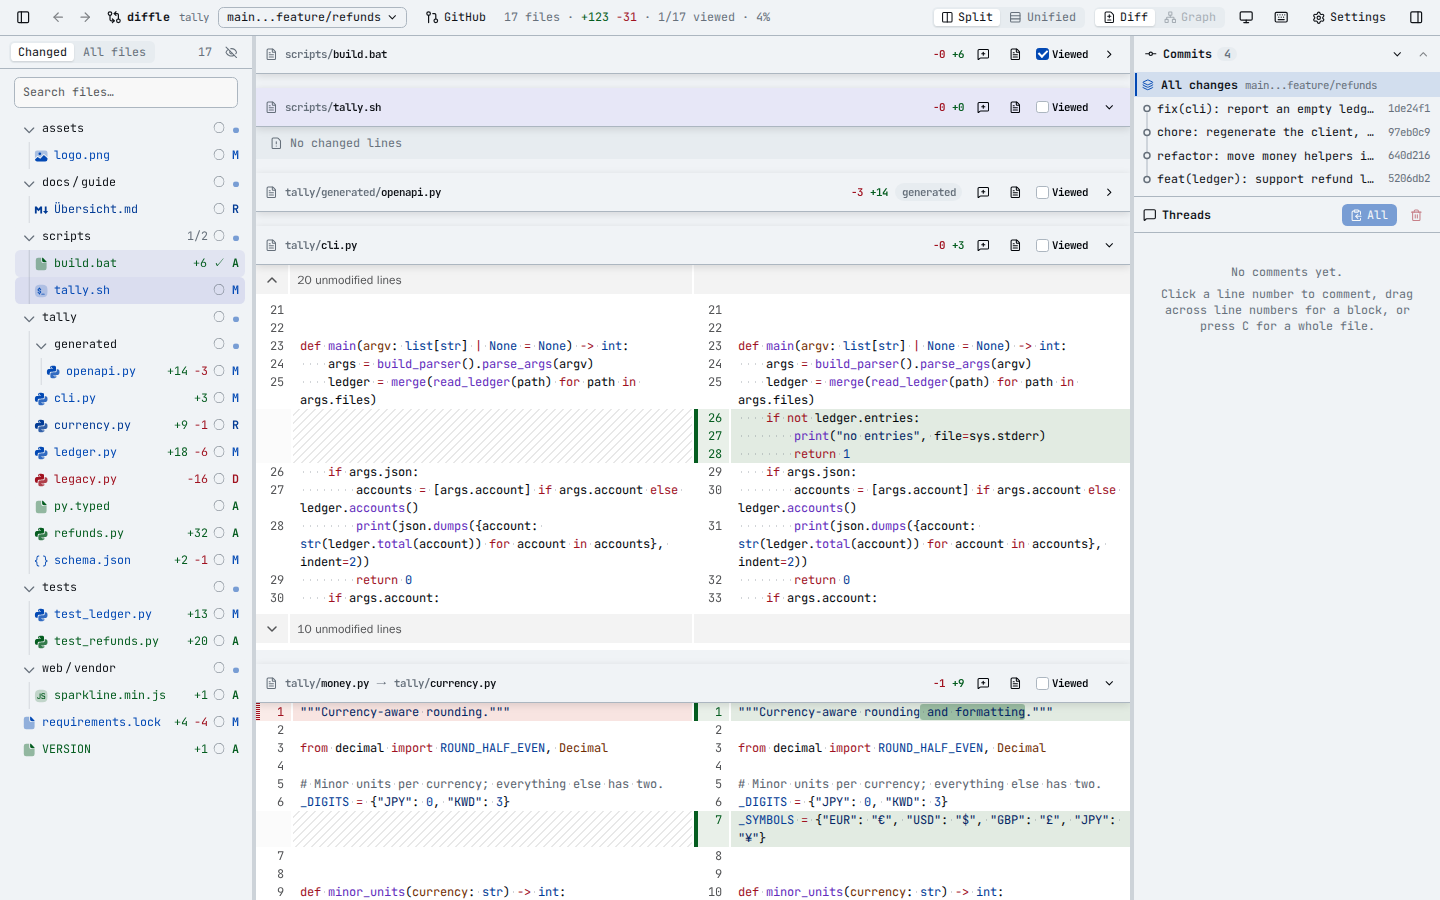 diffle tally main...feature/refunds GitHub 17 files · +123 -31 · 1/17 viewed · 4% Split Unified Diff Graph Settings
Changed All files 17
Search files…
assets
logo.png M
docs/guide
Übersicht.md R
scripts 1/2
build.bat +6 ✓ A
tally.sh M
tally
generated
openapi.py +14 -3 M
cli.py +3 M
currency.py +9 -1 R
ledger.py +18 -6 M
legacy.py -16 D
py.typed A
refunds.py +32 A
schema.json +2 -1 M
tests
test_ledger.py +13 M
test_refunds.py +20 A
web/vendor
sparkline.min.js +1 A
requirements.lock +4 -4 M
VERSION +1 A
scripts/build.bat -0 +6 Viewed
scripts/tally.sh -0 +0 Viewed
No changed lines
tally/generated/openapi.py -3 +14 generated Viewed
tally/cli.py -0 +3 Viewed
20 unmodified lines
21 21
22 22
23 def main(argv: list[str] | None = None) -> int: 23 def main(argv: list[str] | None = None) -> int:
24 ····args = build_parser().parse_args(argv) 24 ····args = build_parser().parse_args(argv)
25 ····ledger = merge(read_ledger(path) for path in 25 ····ledger = merge(read_ledger(path) for path in
args.files) args.files)
26 ····if not ledger.entries:
27 ········print("no entries", file=sys.stderr)
28 ········return 1
26 ····if args.json: 29 ····if args.json:
27 ········accounts = [args.account] if args.account else 30 ········accounts = [args.account] if args.account else
ledger.accounts() ledger.accounts()
28 ········print(json.dumps({account: 31 ········print(json.dumps({account:
str(ledger.total(account)) for account in accounts}, str(ledger.total(account)) for account in accounts},
indent=2)) indent=2))
29 ········return 0 32 ········return 0
30 ····if args.account: 33 ····if args.account:
10 unmodified lines
tally/money.py → tally/currency.py -1 +9 Viewed
1 """Currency-aware rounding.""" 1 """Currency-aware rounding and formatting."""
2 2
3 from decimal import ROUND_HALF_EVEN, Decimal 3 from decimal import ROUND_HALF_EVEN, Decimal
4 4
5 # Minor units per currency; everything else has two. 5 # Minor units per currency; everything else has two.
6 _DIGITS = {"JPY": 0, "KWD": 3} 6 _DIGITS = {"JPY": 0, "KWD": 3}
7 _SYMBOLS = {"EUR": "€", "USD": "$", "GBP": "£", "JPY":
"¥"}
7 8
8 9
9 def minor_units(currency: str) -> int: 10 def minor_units(currency: str) -> int:
Commits 4
All changes main...feature/refunds
fix(cli): report an empty ledg… 1de24f1
chore: regenerate the client, … 97eb0c9
refactor: move money helpers i… 640d216
feat(ledger): support refund l… 5206db2
Threads All
No comments yet.
Click a line number to comment, drag
across line numbers for a block, or
press C for a whole file.